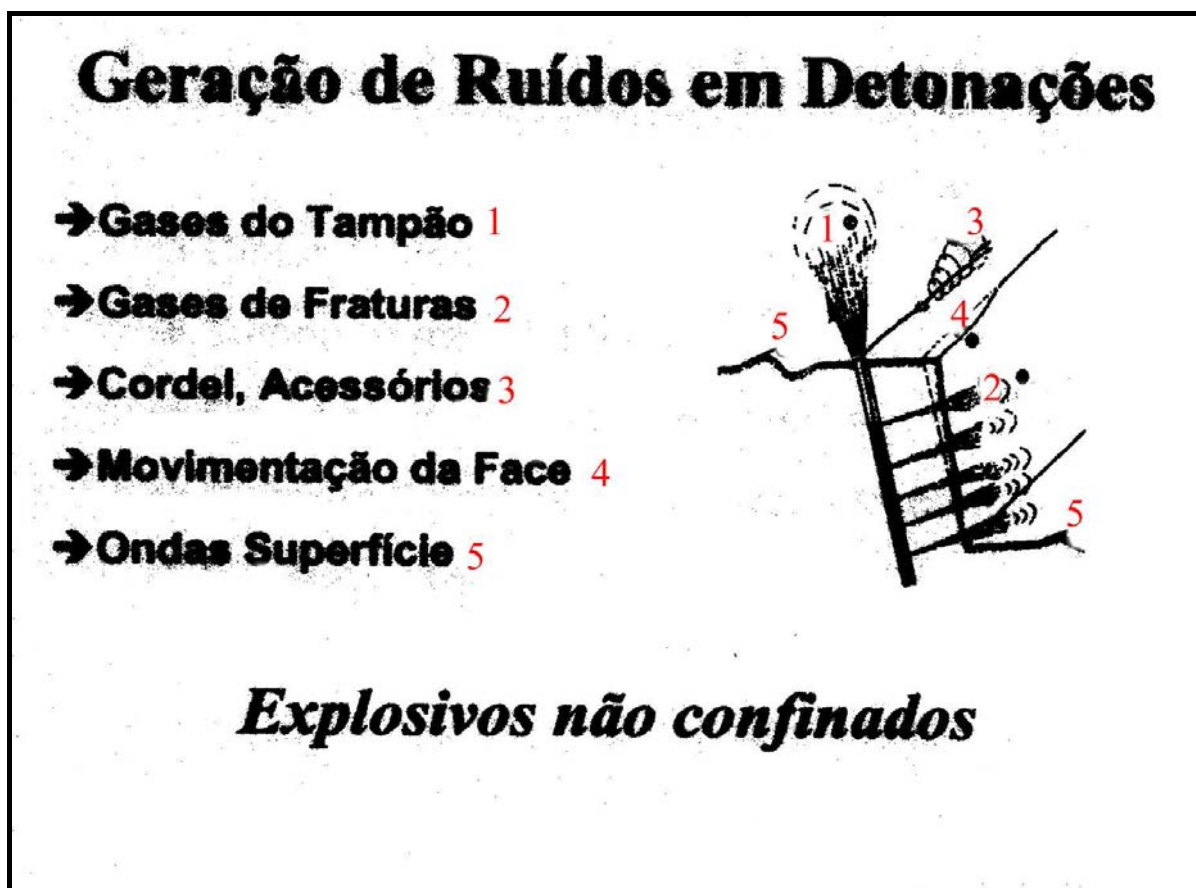 Geração de Ruídos em Detonações
➔Gases do Tampão 1
➔Gases de Fraturas 2
➔Cordel, Acessórios 3
➔Movimentação da Face 4
➔Ondas Superfície 5
1
3
5
4
2
5
Explosivos não confinados